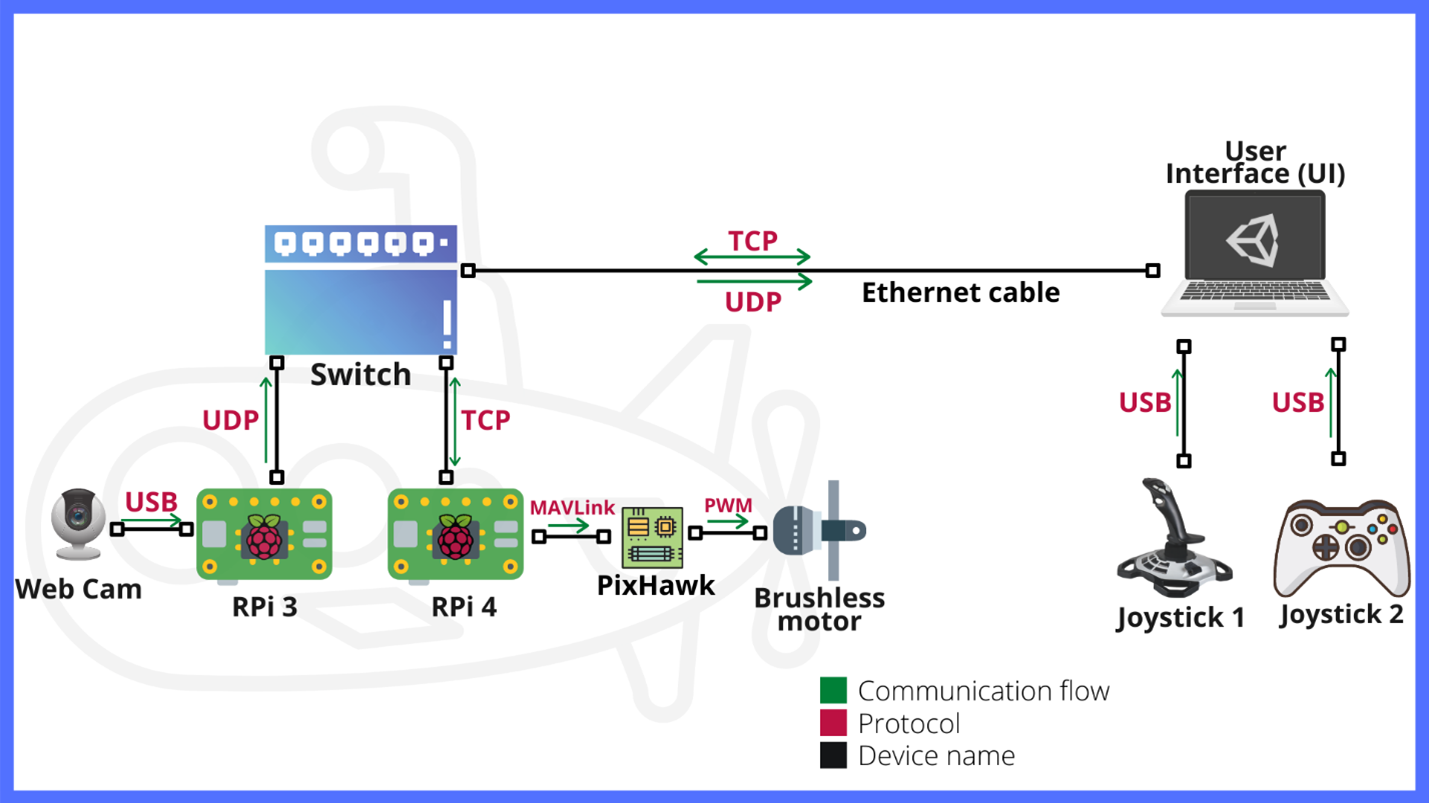 User
Interface (UI)
TCP
UDP
Ethernet cable
Switch
UDP
TCP
USB
USB
USB
MAVLink
PWM
Web Cam
RPi 3
RPi 4
PixHawk
Brushless
motor
Joystick 1
Joystick 2
Communication flow
Protocol
Device name